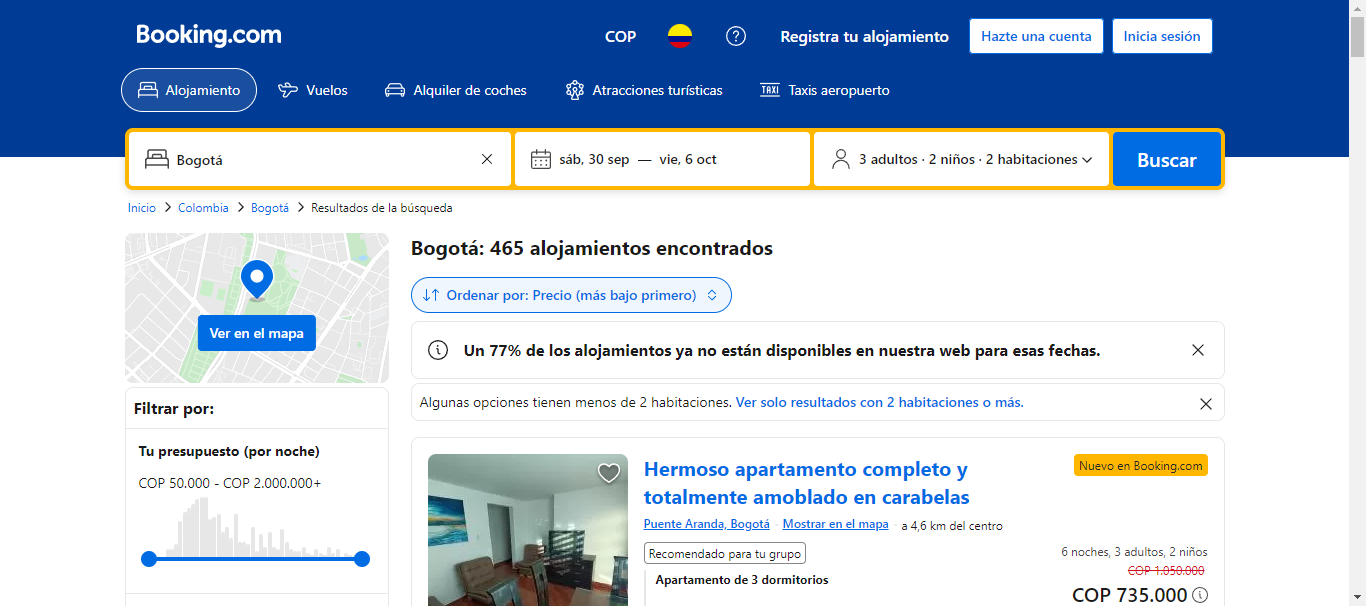 Booking.com
COP
Registra tu alojamiento
Hazte una cuenta
Inicia sesión
Alojamiento
Vuelos
Alquiler de coches
Atracciones turísticas
TAXI Taxis aeropuerto
Bogotá
sáb, 30 sep — vie, 6 oct
3 adultos · 2 niños · 2 habitaciones
Buscar
Inicio > Colombia > Bogotá > Resultados de la búsqueda
Ver en el mapa
Filtrar por:
Tu presupuesto (por noche)
COP 50.000 - COP 2.000.000+
Bogotá: 465 alojamientos encontrados
Ordenar por: Precio (más bajo primero)
Un 77% de los alojamientos ya no están disponibles en nuestra web para esas fechas.
Algunas opciones tienen menos de 2 habitaciones. Ver solo resultados con 2 habitaciones o más.
Hermoso apartamento completo y
totalmente amoblado en carabelas
Nuevo en Booking.com
Puente Aranda, Bogotá · Mostrar en el mapa · a 4,6 km del centro
Recomendado para tu grupo
Apartamento de 3 dormitorios
6 noches, 3 adultos, 2 niños
COP 1.050.000
COP 735.000